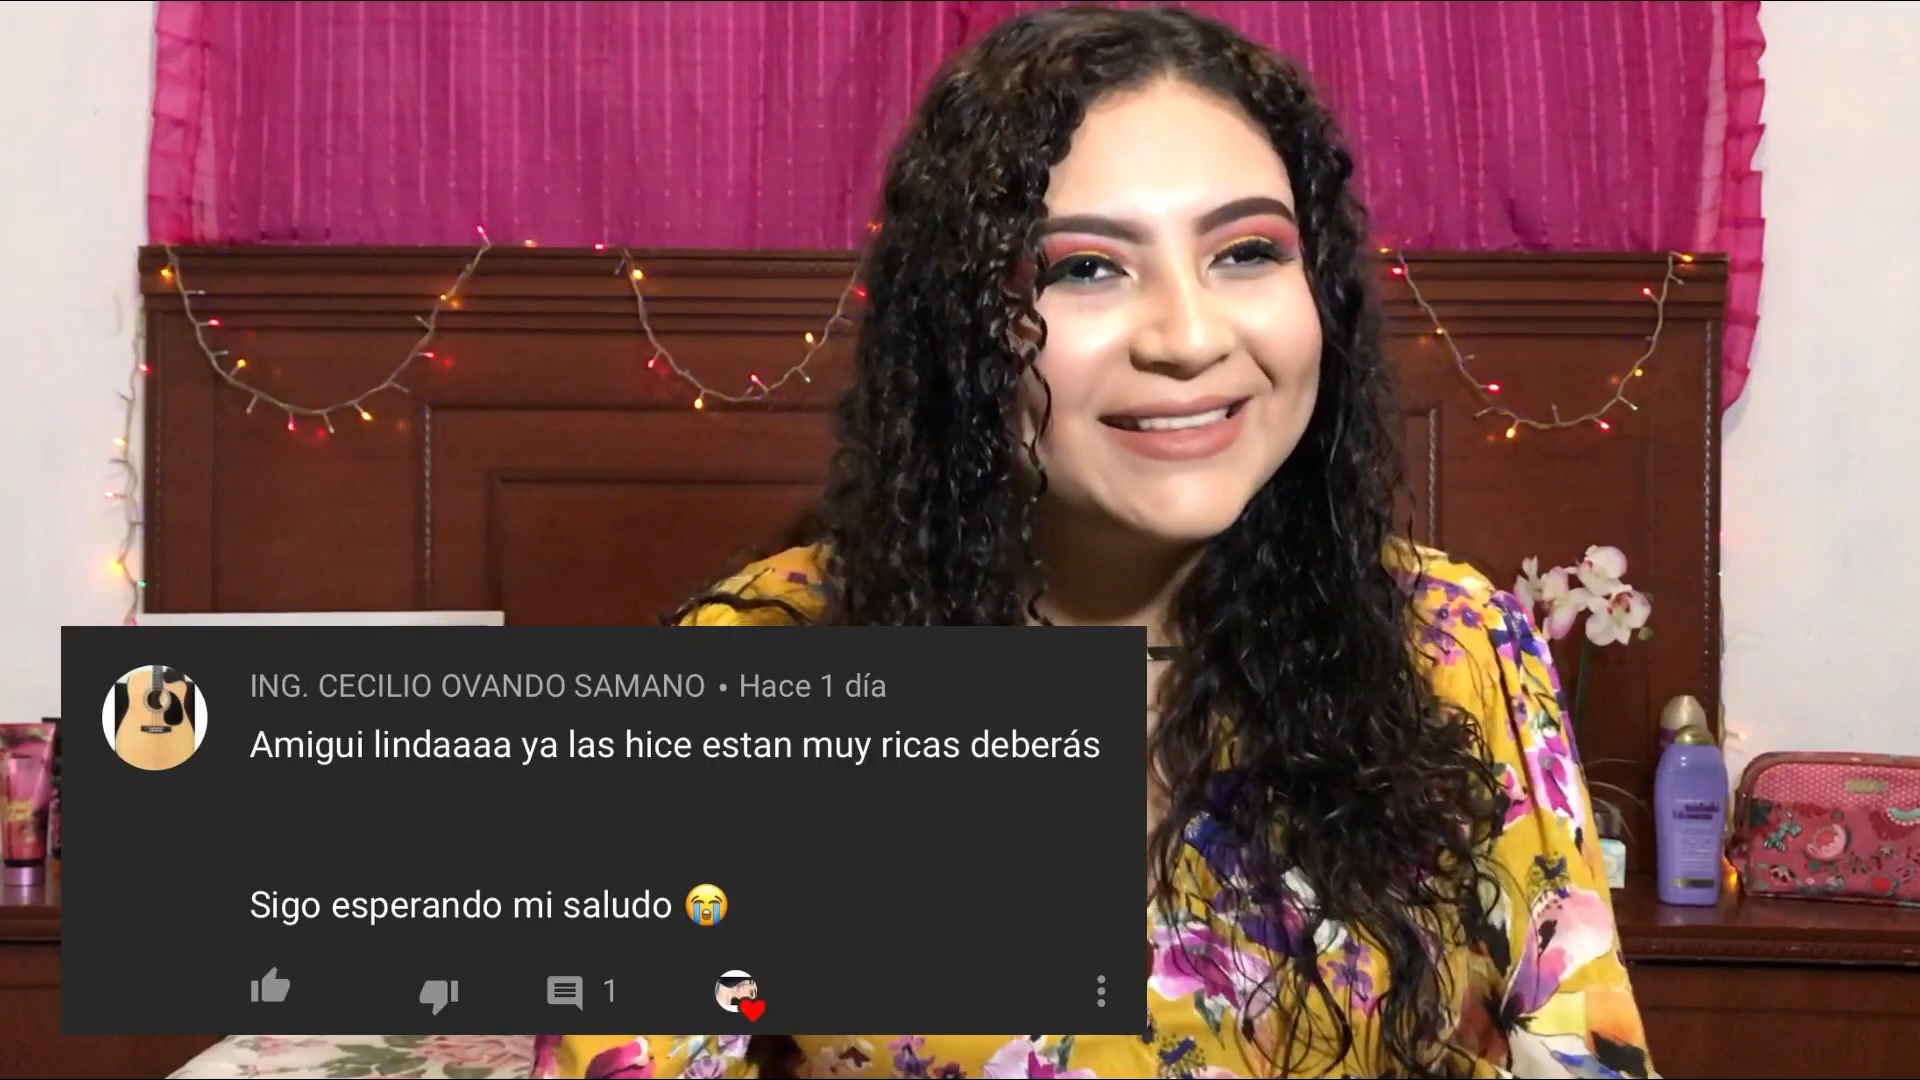 ING. CECILIO OVANDO SAMANO • Hace 1 día
Amigui lindaaaa ya las hice estan muy ricas deberás
Sigo esperando mi saludo 😭
1